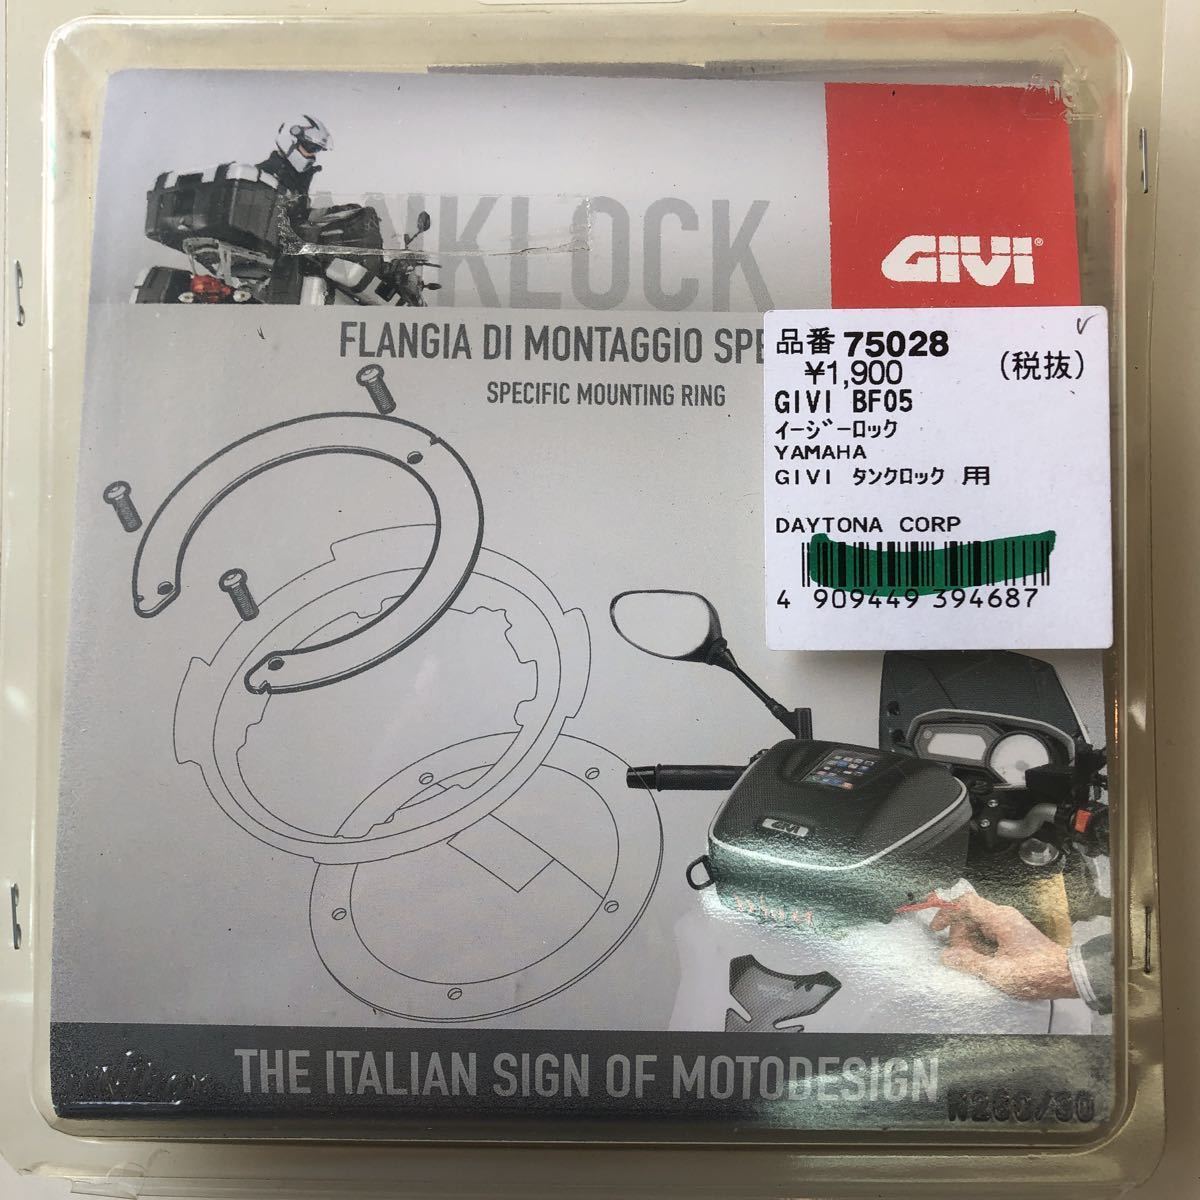 NKLOCK
GIVI®
FLANGIA DI MONTAGGIO SPE
SPECIFIC MOUNTING RING
品番 75028
¥1,900 (税抜)
GIVI BF05
イージーロック
YAMAHA
GIVI タンクロック 用
DAYTONA CORP
4 909449 394687
GIVI
THE ITALIAN SIGN OF MOTODESIGN